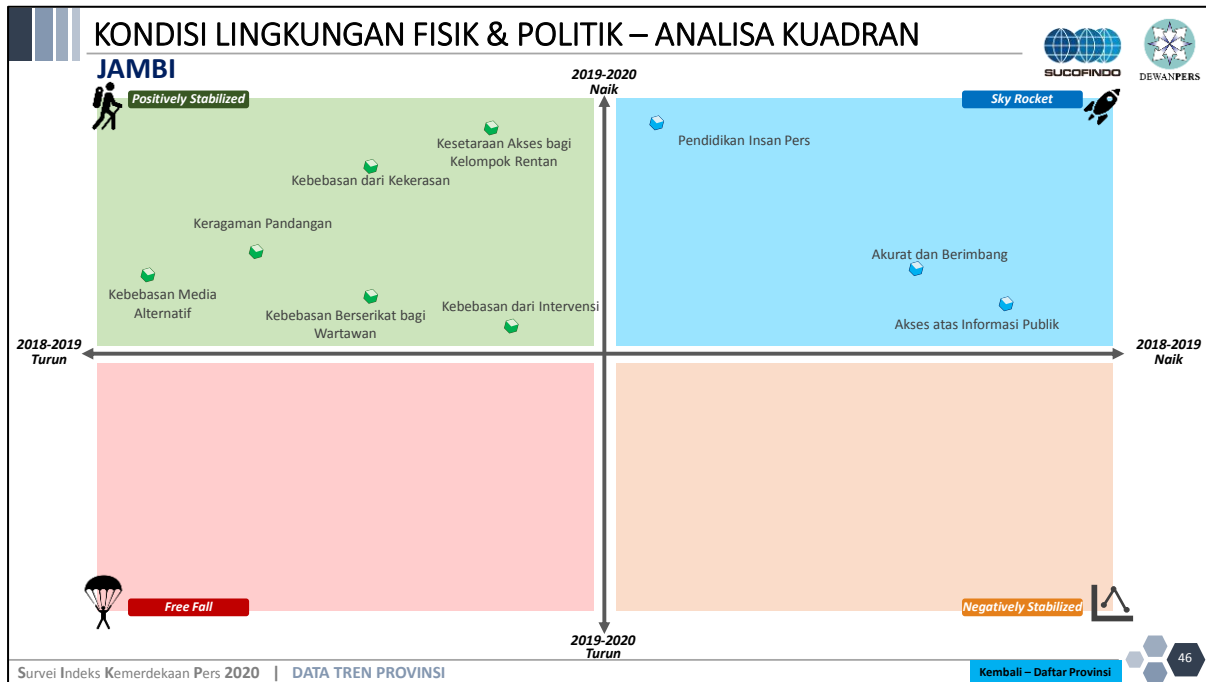 KONDISI LINGKUNGAN FISIK & POLITIK – ANALISA KUADRAN
JAMBI
SUCOFINDO
DEWANPERS
2019-2020
Naik
Positively Stabilized
Sky Rocket
Kesetaraan Akses bagi
Kelompok Rentan
Pendidikan Insan Pers
Kebebasan dari Kekerasan
Keragaman Pandangan
Akurat dan Berimbang
Kebebasan Media
Alternatif
Kebebasan Berserikat bagi
Wartawan
Kebebasan dari Intervensi
Akses atas Informasi Publik
2018-2019
Turun
2018-2019
Naik
Free Fall
Negatively Stabilized
2019-2020
Turun
Survei Indeks Kemerdekaan Pers 2020 | DATA TREN PROVINSI
Kembali – Daftar Provinsi
46